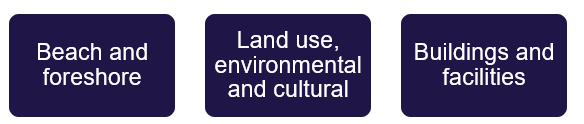 Beach and
foreshore
Land use,
environmental
and cultural
Buildings and
facilities